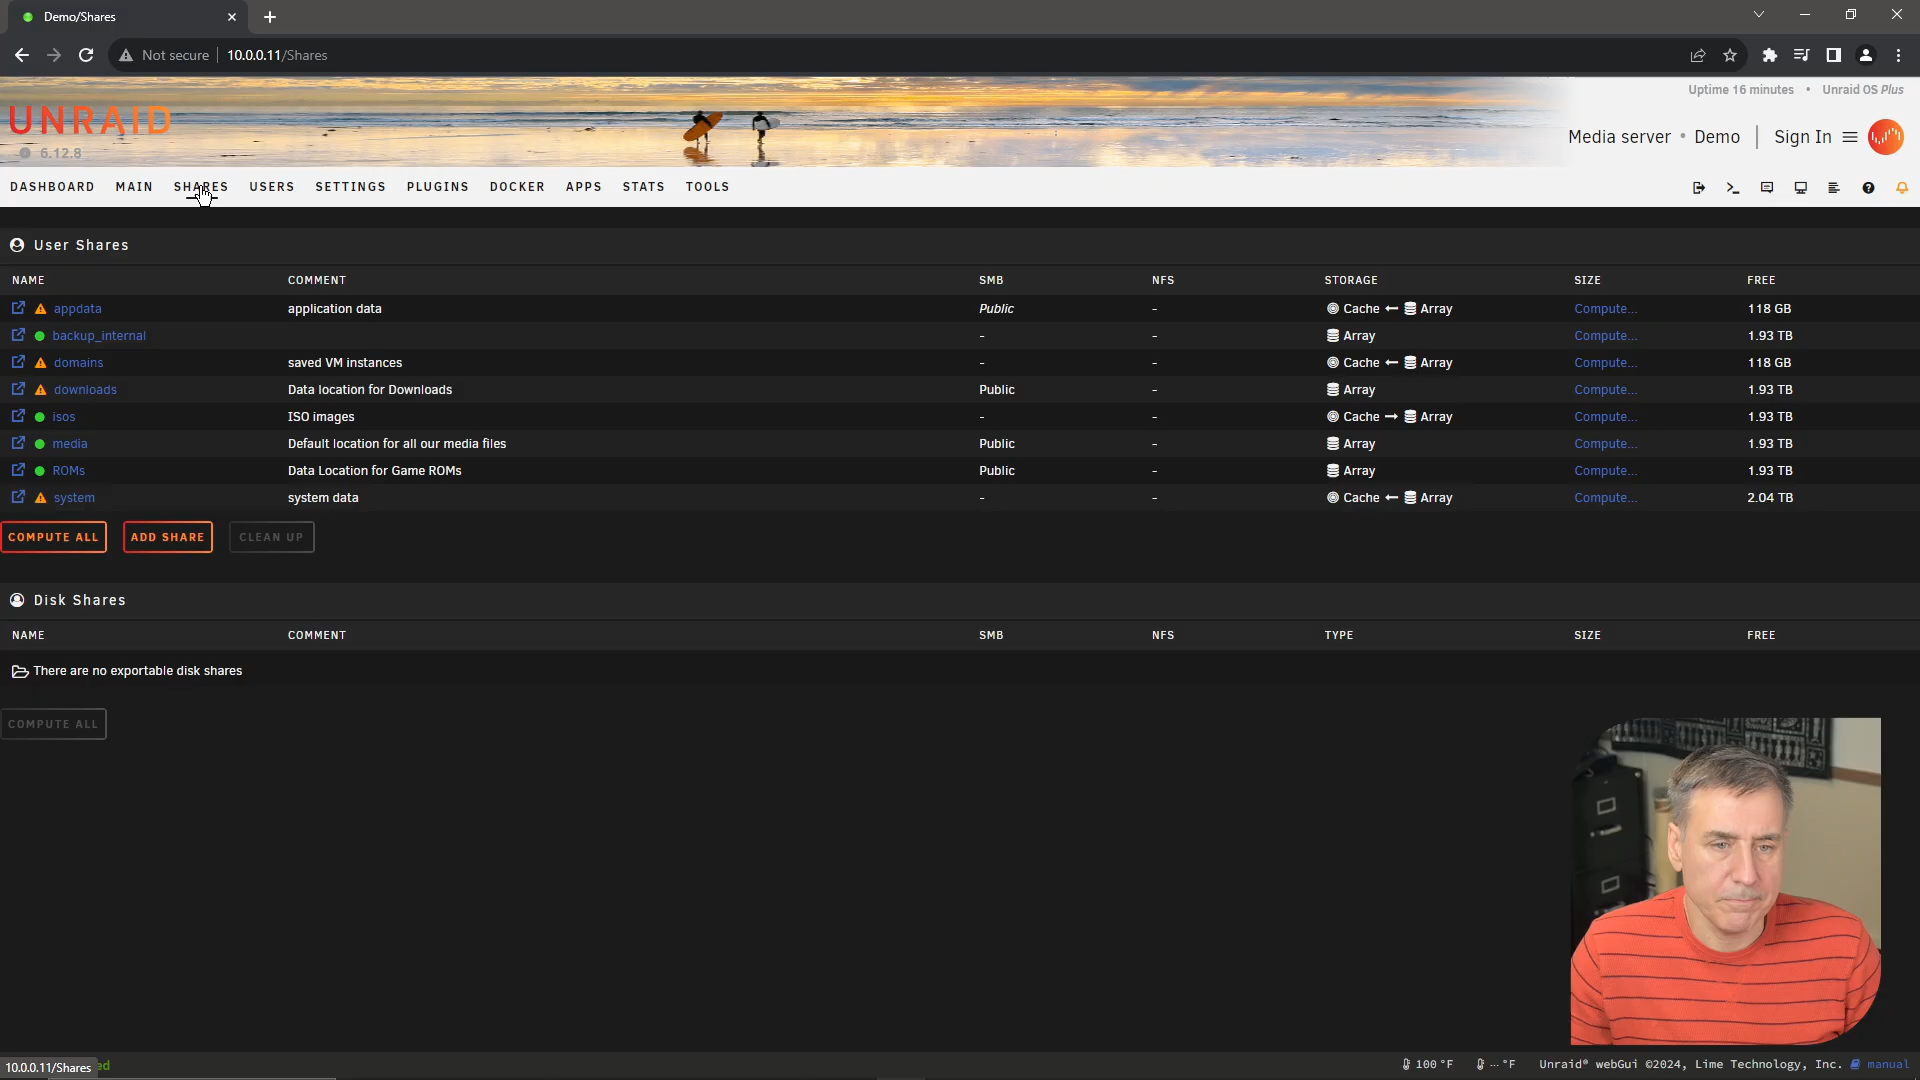 Demo/Shares
Not secure
10.0.0.11/Shares
Uptime 16 minutes • Unraid OS Plus
UNRAID
6.12.8
Media server • Demo | Sign In
DASHBOARD MAIN SHARES USERS SETTINGS PLUGINS DOCKER APPS STATS TOOLS
User Shares
NAME COMMENT SMB NFS STORAGE SIZE FREE
appdata application data Public - Cache ← Array Compute... 118 GB
backup_internal - - Array Compute... 1.93 TB
domains saved VM instances - - Cache ← Array Compute... 118 GB
downloads Data location for Downloads Public - Array Compute... 1.93 TB
isos ISO images - - Cache → Array Compute... 1.93 TB
media Default location for all our media files Public - Array Compute... 1.93 TB
ROMs Data Location for Game ROMs Public - Array Compute... 1.93 TB
system system data - - Cache ← Array Compute... 2.04 TB
COMPUTE ALL ADD SHARE CLEAN UP
Disk Shares
NAME COMMENT SMB NFS TYPE SIZE FREE
There are no exportable disk shares
COMPUTE ALL
10.0.0.11/Shares
100 °F -- °F Unraid® webGui ©2024, Lime Technology, Inc. manual